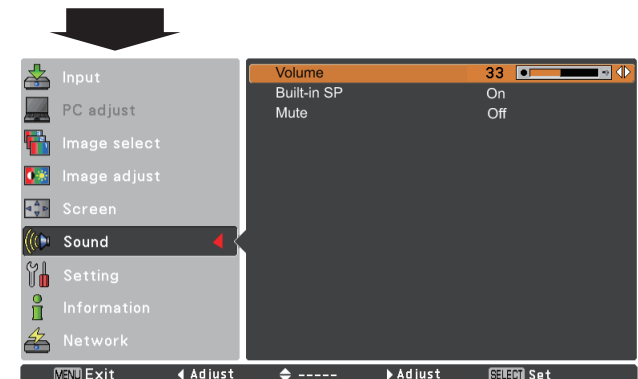 Input
PC adjust
Image select
Image adjust
Screen
Sound
Setting
Information
Network
Volume 33
Built-in SP On
Mute Off
MENU Exit ◀ Adjust ◆ ----- ▶ Adjust SELECT Set